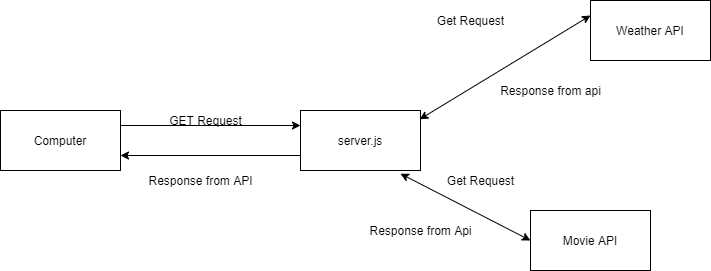 Get Request
Weather API
Response from api
GET Request
Computer
server.js
Response from API
Get Request
Response from Api
Movie API